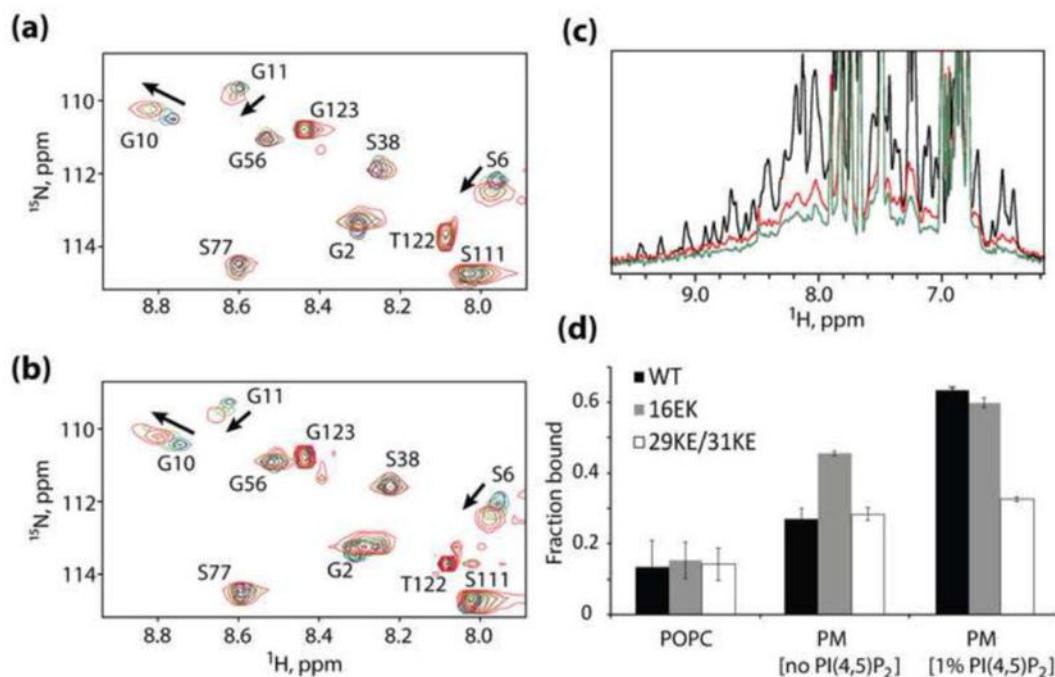 (a)
G11
110
G123
G10
S38
G56
S6
112
¹⁵N, ppm
114
S77
G2
T122
S111
8.8
8.6
8.4
8.2
8.0
(b)
G11
110
G123
G10
S38
G56
S6
112
¹⁵N, ppm
114
S77
G2
T122
S111
8.8
8.6
8.4
8.2
8.0
¹H, ppm
(c)
9.0
8.0
7.0
¹H, ppm
(d)
WT
16EK
29KE/31KE
Fraction bound
0.6
0.4
0.2
0
POPC
PM
[no PI(4,5)P₂]
PM
[1% PI(4,5)P₂]